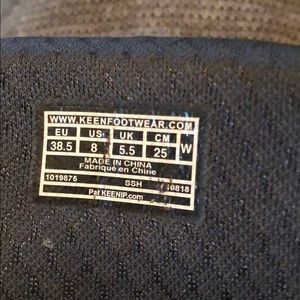 WWW.KEENFOOTWEAR.COM
EU US UK CM W
38.5 8 5.5 25
MADE IN CHINA
Fabriqué en Chine
1019875 SSH 0818
Pat KEENIP.com